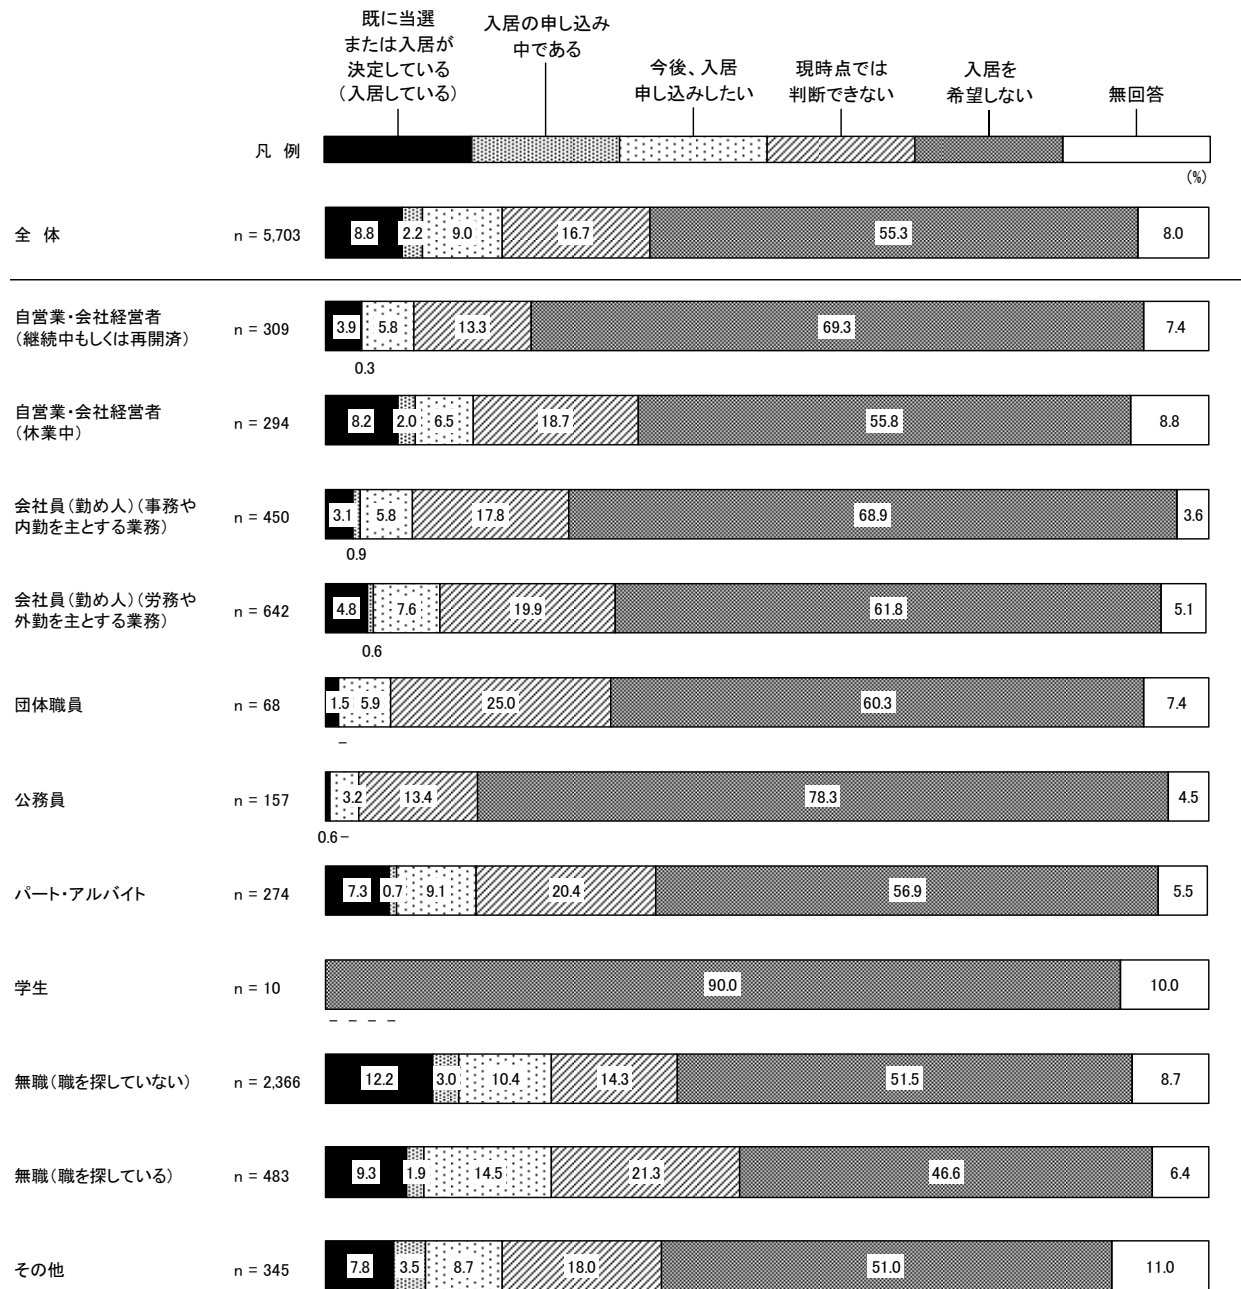 既に当選
または入居が
決定している
（入居している）
入居の申し込み
中である
今後、入居
申し込みしたい
現時点では
判断できない
入居を
希望しない
無回答
凡 例
(%)
全 体 n = 5,703 8.8 2.2 9.0 16.7 55.3 8.0
自営業・会社経営者
（継続中もしくは再開済） n = 309 3.9 5.8 13.3 69.3 7.4
0.3
自営業・会社経営者
（休業中） n = 294 8.2 2.0 6.5 18.7 55.8 8.8
会社員（勤め人）（事務や
内勤を主とする業務） n = 450 3.1 5.8 17.8 68.9 3.6
0.9
会社員（勤め人）（労務や
外勤を主とする業務） n = 642 4.8 7.6 19.9 61.8 5.1
0.6
団体職員 n = 68 1.5 5.9 25.0 60.3 7.4
–
公務員 n = 157 3.2 13.4 78.3 4.5
0.6 –
パート・アルバイト n = 274 7.3 0.7 9.1 20.4 56.9 5.5
学生 n = 10 90.0 10.0
– – – –
無職（職を探していない） n = 2,366 12.2 3.0 10.4 14.3 51.5 8.7
無職（職を探している） n = 483 9.3 1.9 14.5 21.3 46.6 6.4
その他 n = 345 7.8 3.5 8.7 18.0 51.0 11.0